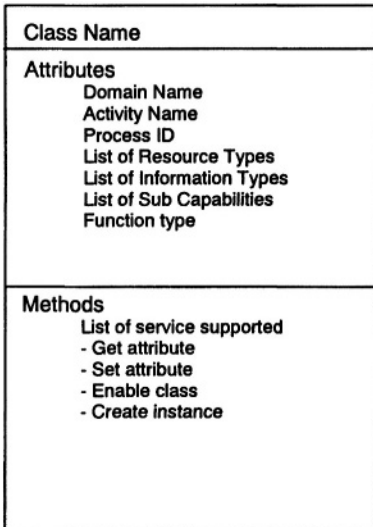 Class Name
Attributes
Domain Name
Activity Name
Process ID
List of Resource Types
List of Information Types
List of Sub Capabilities
Function type
Methods
List of service supported
- Get attribute
- Set attribute
- Enable class
- Create instance